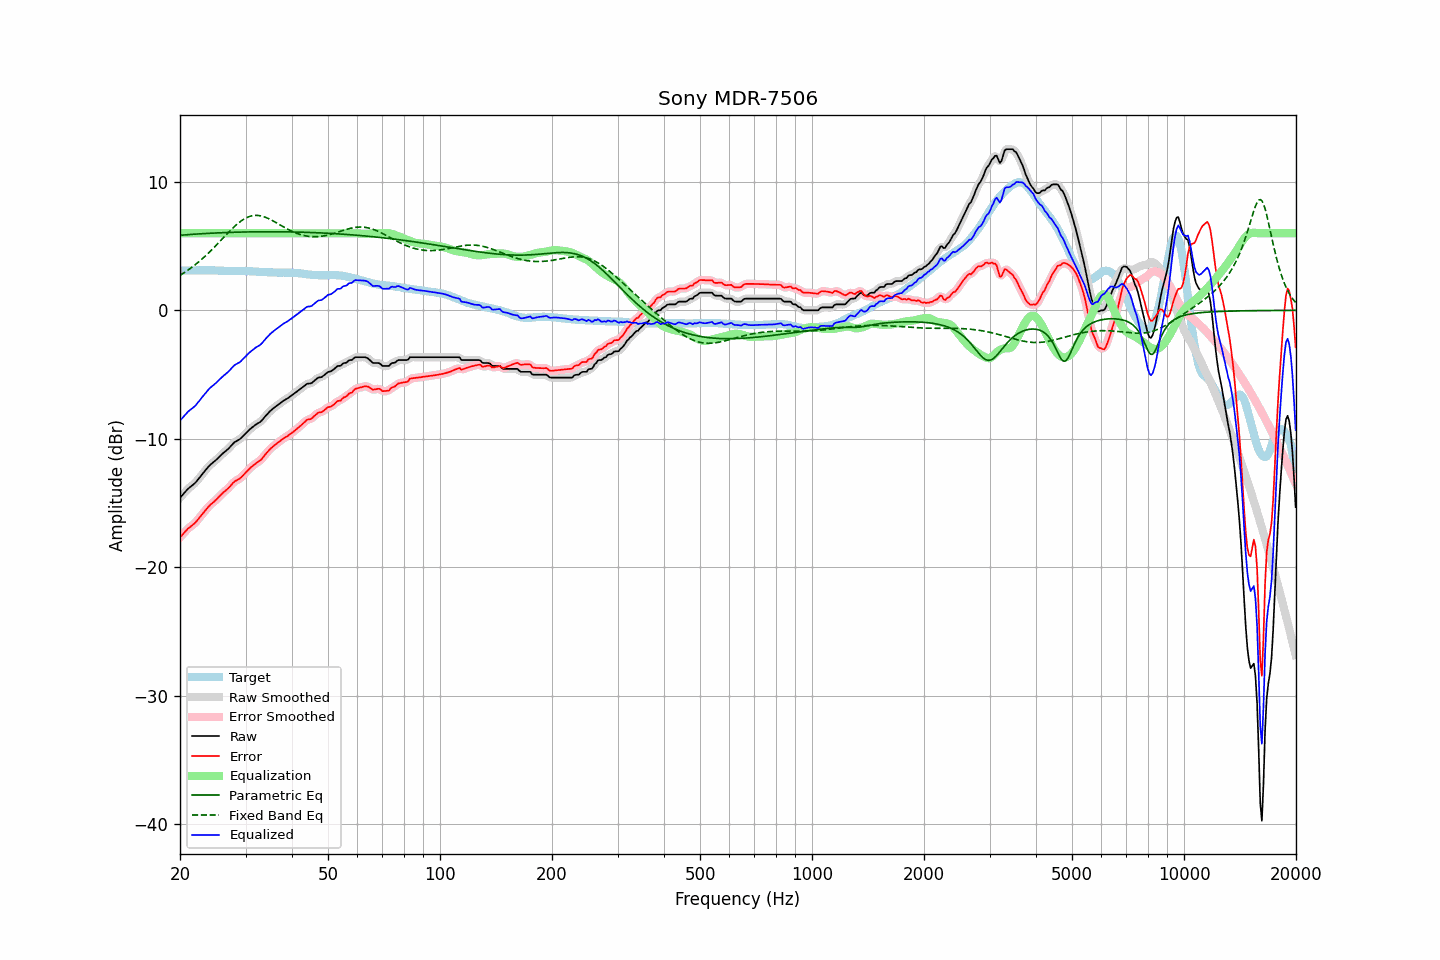 Sony MDR-7506
Amplitude (dBr)
10
0
−10
−20
−30
−40
Target
Raw Smoothed
Error Smoothed
Raw
Error
Equalization
Parametric Eq
Fixed Band Eq
Equalized
20 50 100 200 500 1000 2000 5000 10000 20000
Frequency (Hz)